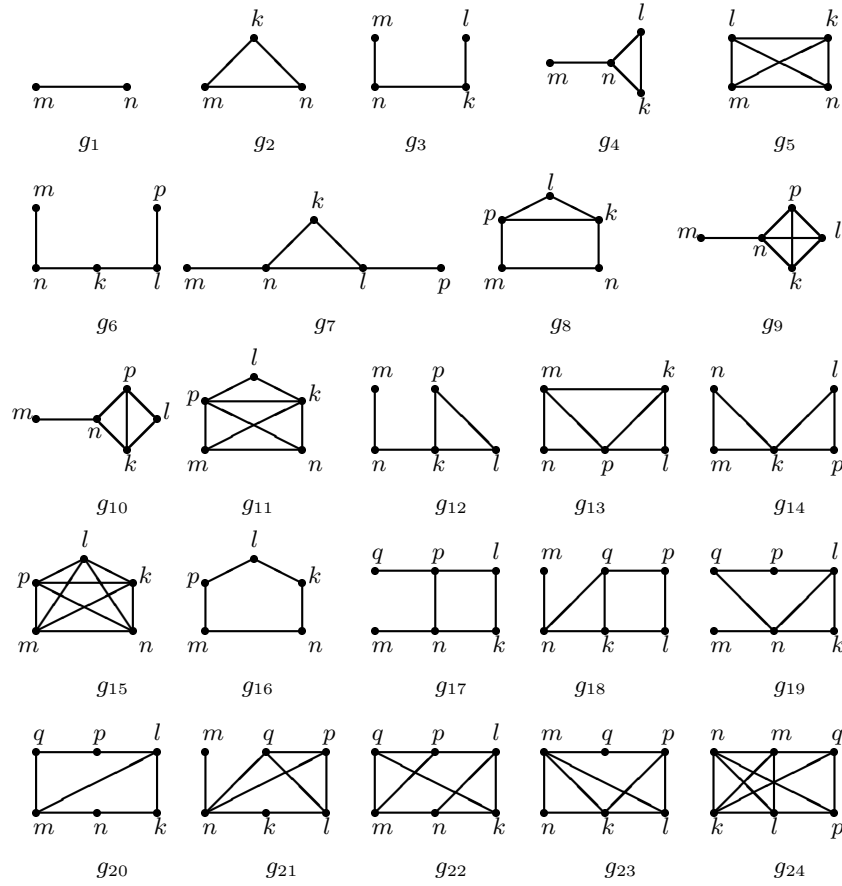 k m l l l k
m n m n n k m n k m n
g₁ g₂ g₃ g₄ g₅
m p k l p k p
n k l m n l p m n m n l k
g₆ g₇ g₈ g₉
m n p l k p l k m n m p n k l m k n p l n l m k p
g₁₀ g₁₁ g₁₂ g₁₃ g₁₄
l p k m n l p k m n q p l m n k m q p n k l q p l m n k
g₁₅ g₁₆ g₁₇ g₁₈ g₁₉
q p l m q p q p l m q p n m q
m n k n k l m n k n k l k l p
g₂₀ g₂₁ g₂₂ g₂₃ g₂₄